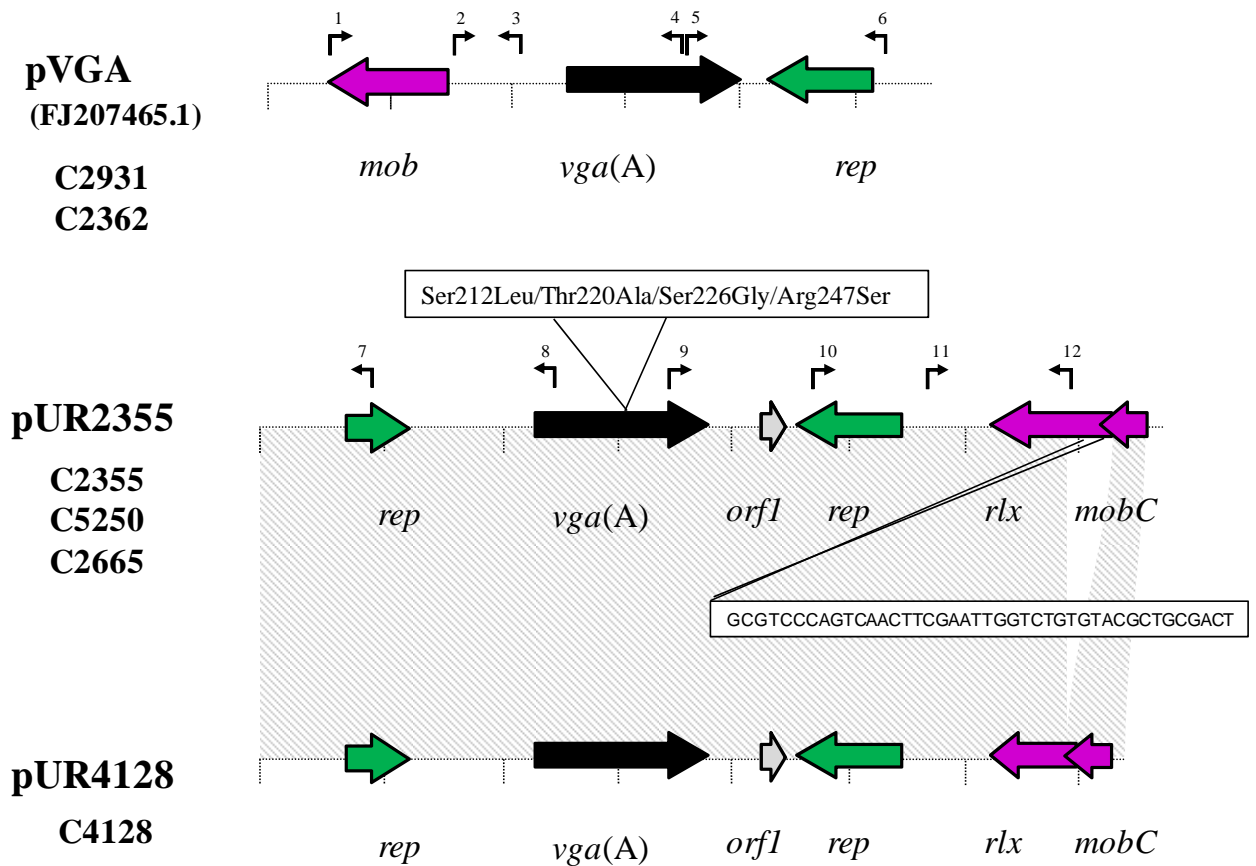 1 2 3 4 5 6
pVGA
(FJ207465.1)
mob vga(A) rep
C2931
C2362
Ser212Leu/Thr220Ala/Ser226Gly/Arg247Ser
7 8 9 10 11 12
pUR2355
C2355
C5250
C2665
rep vga(A) orf1 rep rlx mobC
GCGTCCCAGTCAACTTCGAATTGGTCTGTGTACGCTGCGACT
pUR4128
C4128
rep vga(A) orf1 rep rlx mobC